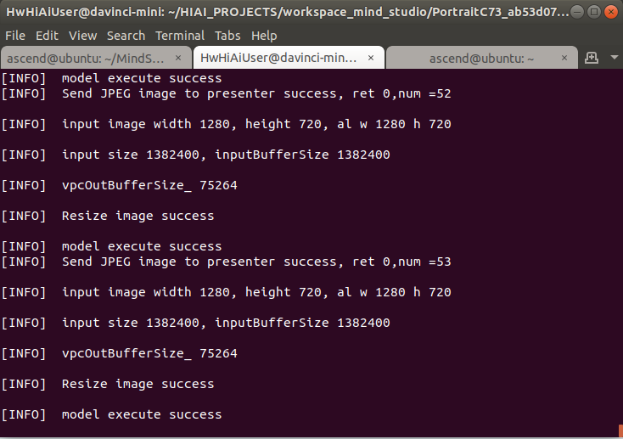 HwHiAiUser@davinci-mini: ~/HIAI_PROJECTS/workspace_mind_studio/PortraitC73_ab53d07...
File Edit View Search Terminal Tabs Help
ascend@ubuntu: ~/MindS... × HwHiAiUser@davinci-min... × ascend@ubuntu: ~ ×
[INFO] model execute success
[INFO] Send JPEG image to presenter success, ret 0,num =52
[INFO] input image width 1280, height 720, al w 1280 h 720
[INFO] input size 1382400, inputBufferSize 1382400
[INFO] vpcOutBufferSize_ 75264
[INFO] Resize image success
[INFO] model execute success
[INFO] Send JPEG image to presenter success, ret 0,num =53
[INFO] input image width 1280, height 720, al w 1280 h 720
[INFO] input size 1382400, inputBufferSize 1382400
[INFO] vpcOutBufferSize_ 75264
[INFO] Resize image success
[INFO] model execute success